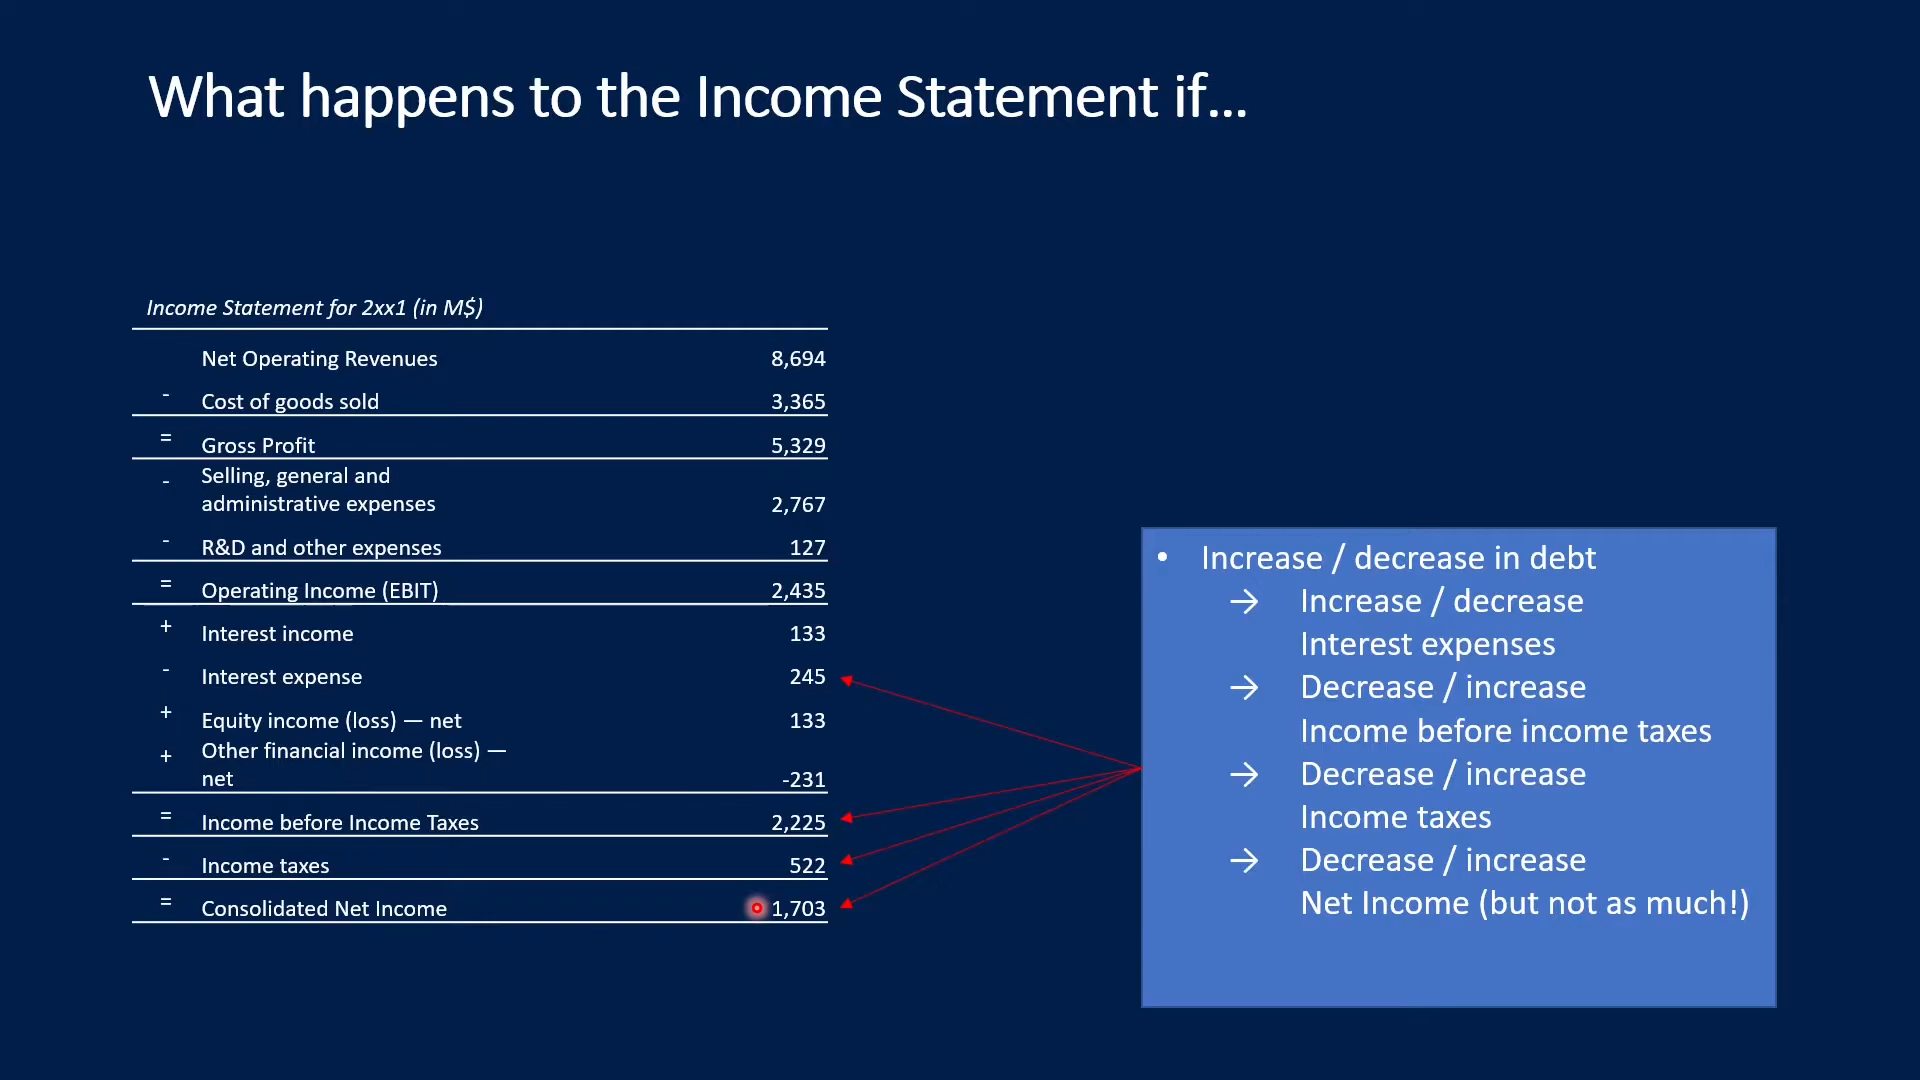 What happens to the Income Statement if...
Income Statement for 2xx1 (in M$)
Net Operating Revenues 8,694
- Cost of goods sold 3,365
= Gross Profit 5,329
- Selling, general and
administrative expenses 2,767
- R&D and other expenses 127
= Operating Income (EBIT) 2,435
+ Interest income 133
- Interest expense 245
+ Equity income (loss) — net 133
+ Other financial income (loss) —
net -231
= Income before Income Taxes 2,225
- Income taxes 522
= Consolidated Net Income 1,703
• Increase / decrease in debt
→ Increase / decrease
Interest expenses
→ Decrease / increase
Income before income taxes
→ Decrease / increase
Income taxes
→ Decrease / increase
Net Income (but not as much!)